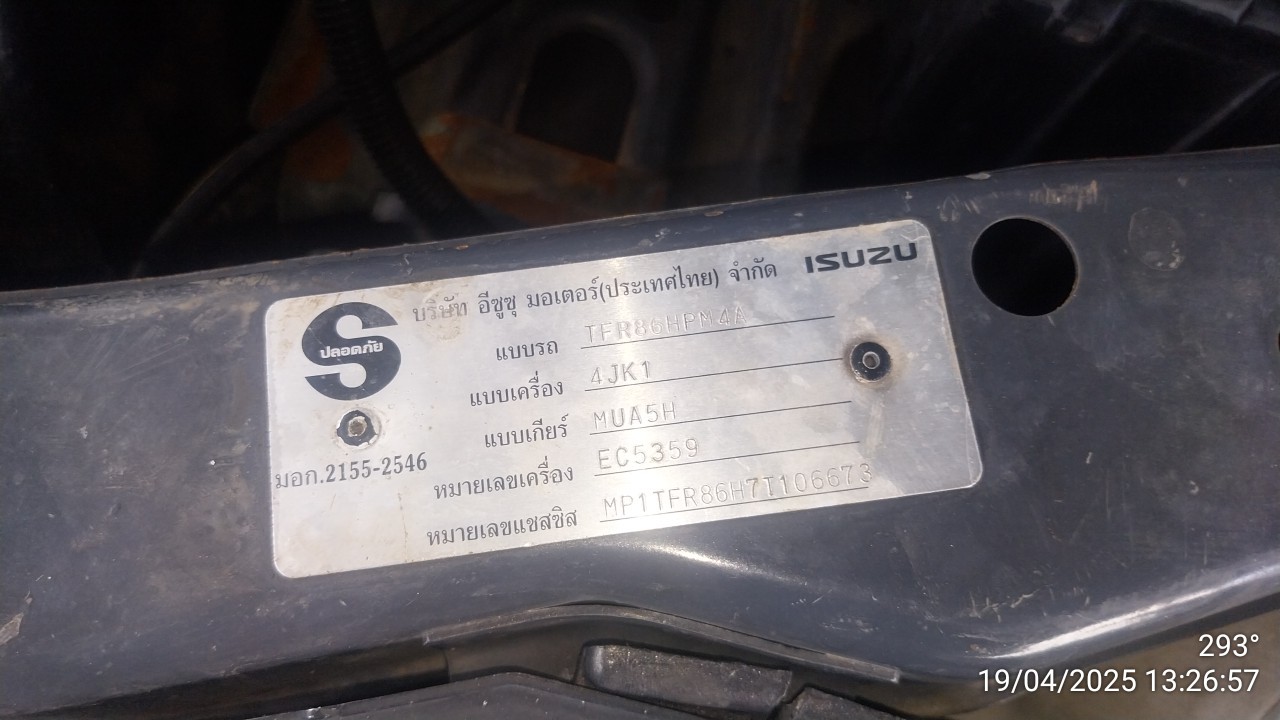 บริษัท อีซูซุ มอเตอร์(ประเทศไทย) จำกัด ISUZU
ปลอดภัย
แบบรถ TFR86HPM4A
แบบเครื่อง 4JK1
แบบเกียร์ MUA5H
มอก.2155-2546
หมายเลขเครื่อง EC5359
หมายเลขแชสซิส MP1TFR86H7T106673
293°
19/04/2025 13:26:57